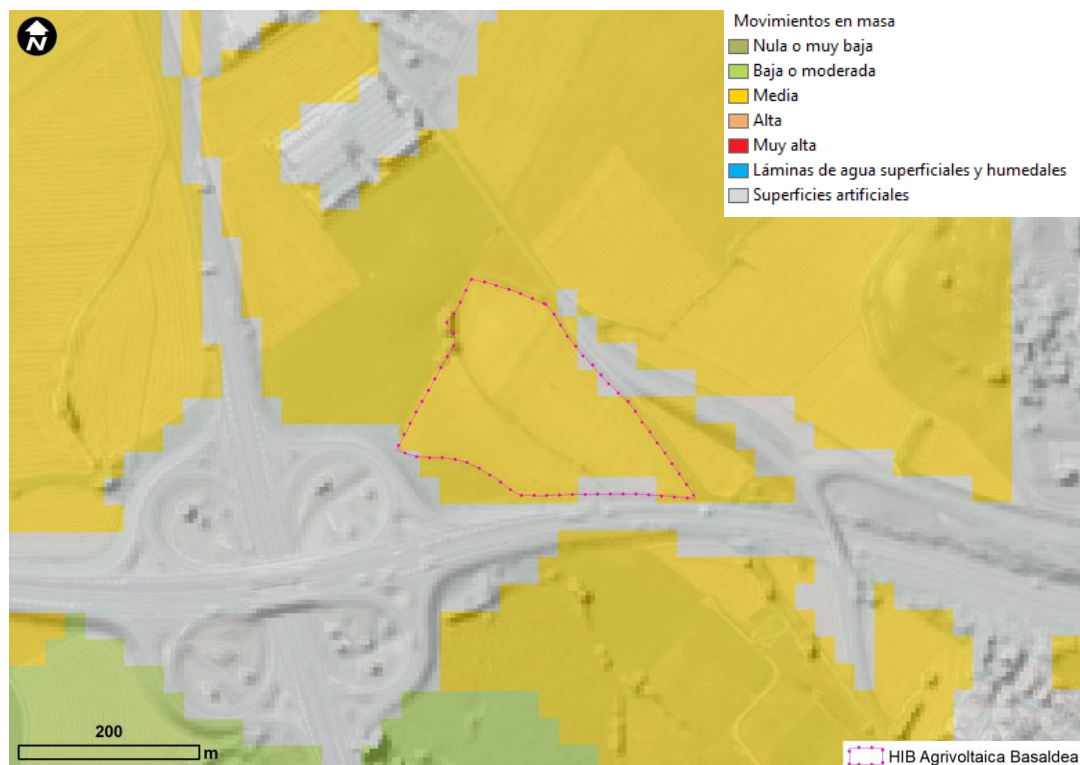 N
Movimientos en masa
Nula o muy baja
Baja o moderada
Media
Alta
Muy alta
Láminas de agua superficiales y humedales
Superficies artificiales
200
m
HIB Agrivoltaica Basaldea